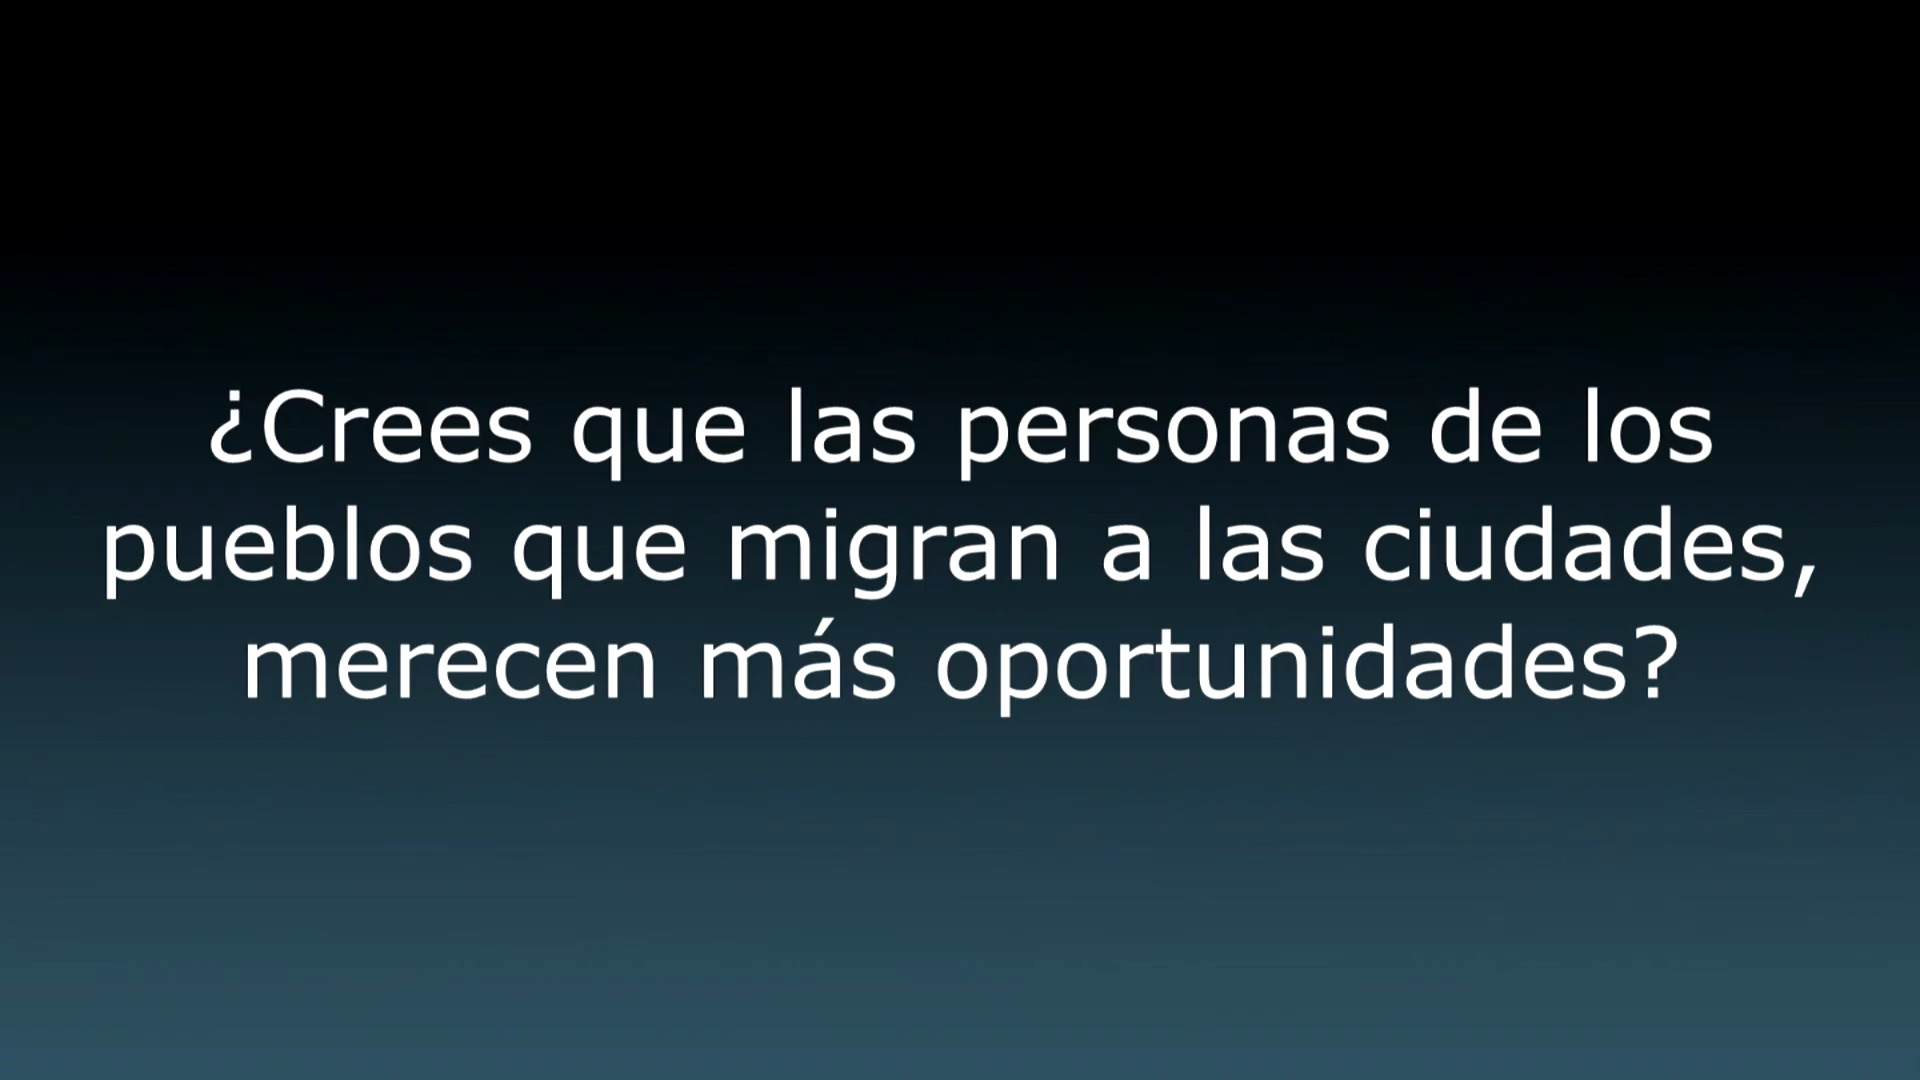 ¿Crees que las personas de los
pueblos que migran a las ciudades,
merecen más oportunidades?